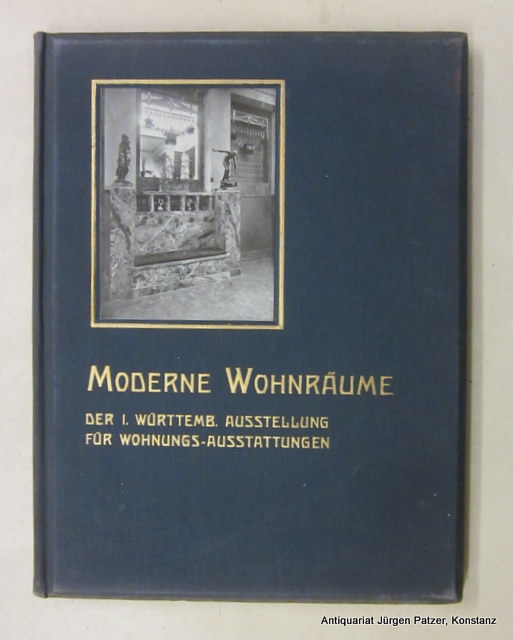 MODERNE WOHNRÄUME
DER I. WÜRTTEMB. AUSSTELLUNG
FÜR WOHNUNGS-AUSSTATTUNGEN
Antiquariat Jürgen Patzer, Konstanz